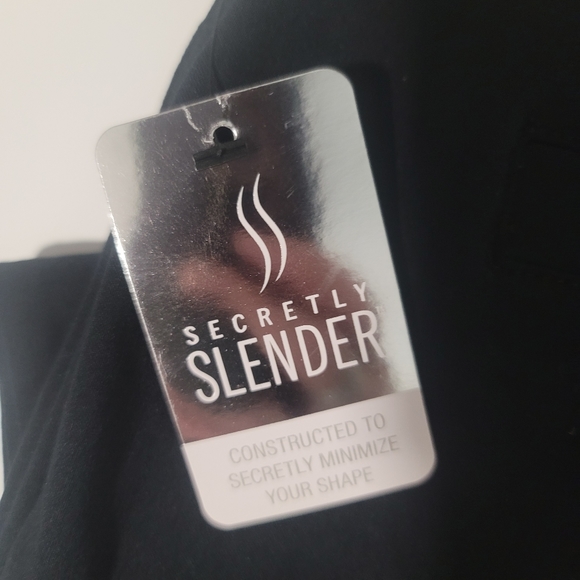 SECRETLY
SLENDER
CONSTRUCTED TO
SECRETLY MINIMIZE
YOUR SHAPE